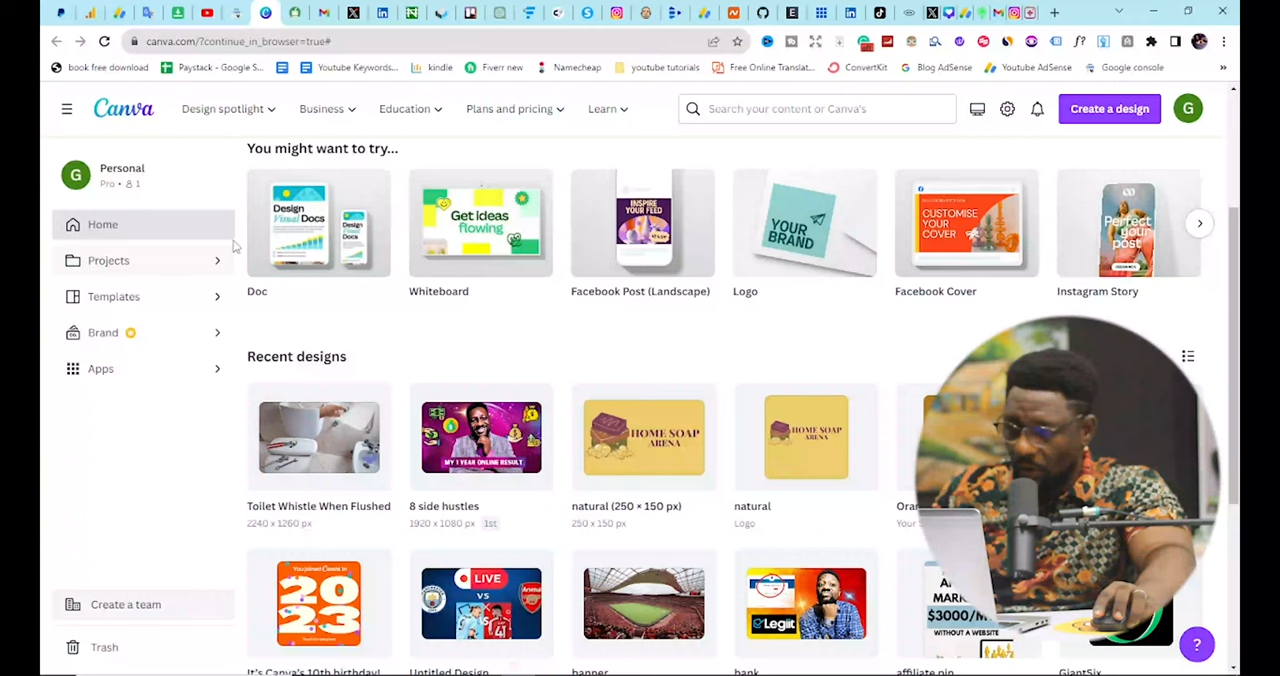 canva.com/?continue_in_browser=true#
book free download
Paystack - Google S...
Youtube Keywords...
kindle
Fiverr new
Namecheap
youtube tutorials
Free Online Translat...
ConvertKit
Blog AdSense
Youtube AdSense
Google console
Canva
Design spotlight
Business
Education
Plans and pricing
Learn
Search your content or Canva's
Create a design
G
G
Personal
Pro • 1
Home
Projects
Templates
Brand
Apps
Create a team
Trash
You might want to try...
Design
Visual Docs
Get Ideas
flowing
INSPIRE
YOUR FEED
YOUR
BRAND
CUSTOMISE
YOUR
COVER
Perfect
your
post
Doc
Whiteboard
Facebook Post (Landscape)
Logo
Facebook Cover
Instagram Story
Recent designs
MY 1 YEAR ONLINE RESULT
HOME SOAP
ARENA
HOME SOAP
ARENA
Toilet Whistle When Flushed
8 side hustles
natural (250 × 150 px)
natural
2240 x 1260 px
1920 x 1080 px
1st
250 x 150 px
Logo
You joined Canva in
2023
LIVE
VS
Legiit
$3000/
WITHOUT A WEBSITE
It's Canva's 10th birthday!
Untitled Design
banner
bank
affiliate pin
GiantSix
?